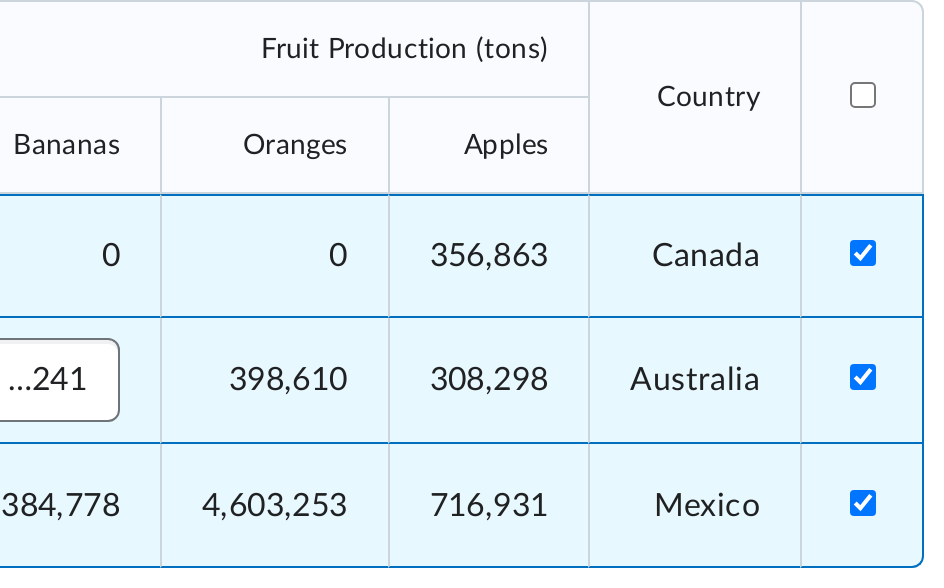 Fruit Production (tons)
Country
Bananas Oranges Apples
0 0 356,863 Canada
...241 398,610 308,298 Australia
384,778 4,603,253 716,931 Mexico